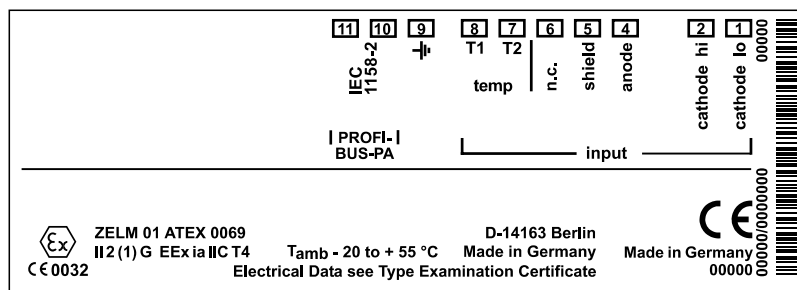 11 10 9 8 7 6 5 4 2 1
IEC
1158-2
T1 T2
temp
n.c.
shield
anode
cathode hi
cathode lo
00000
PROFI-
BUS-PA
input
00000/0000000
Ex
CE 0032
ZELM 01 ATEX 0069
II 2 (1) G EEx ia IIC T4
Tamb - 20 to + 55 °C
D-14163 Berlin
Made in Germany
Electrical Data see Type Examination Certificate
CE
Made in Germany
00000